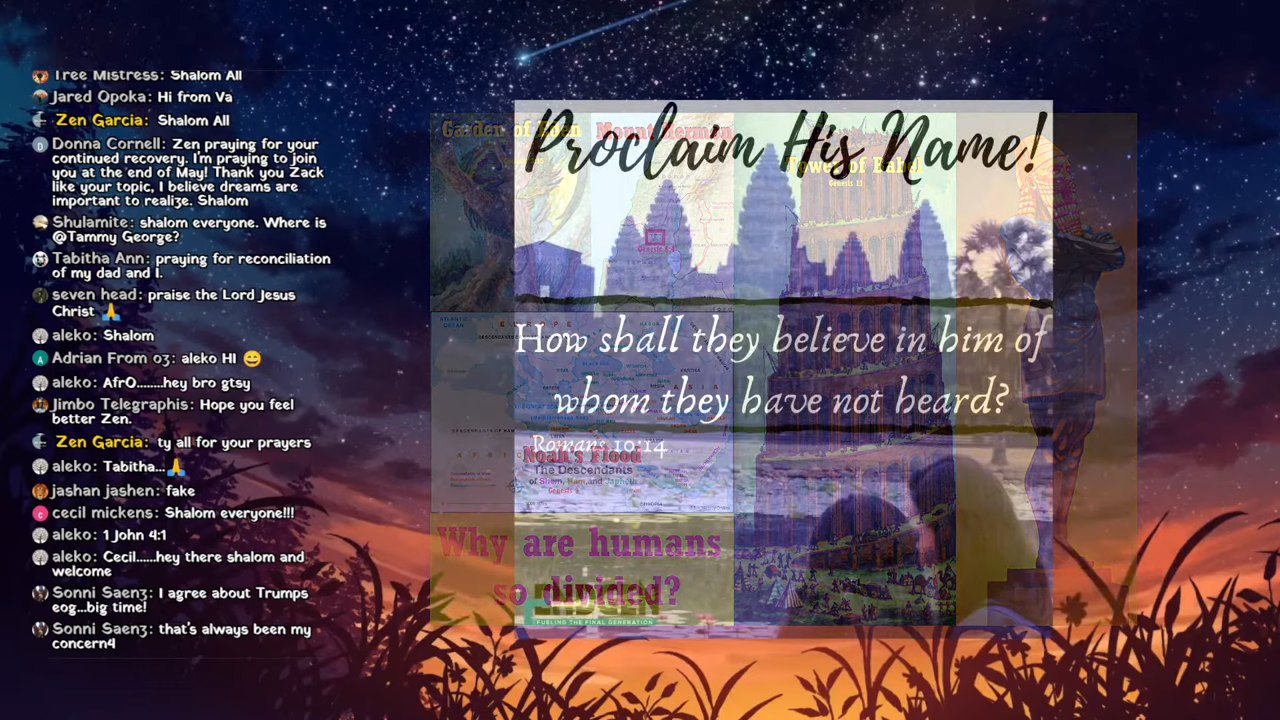 Tree Mistress: Shalom All
Jared Opoka: Hi from Va
Zen Garcia: Shalom All
Donna Cornell: Zen praying for your
continued recovery. I'm praying to join
you at the end of May! Thank you Zack
like your topic, I believe dreams are
important to realize. Shalom
Shulamite: shalom everyone. Where is
@Tammy George?
Tabitha Ann: praying for reconciliation
of my dad and I.
seven head: praise the Lord Jesus
Christ 🙏
aleko: Shalom
Adrian From 03: aleko HI 😄
aleko: AfrO........hey bro gtsy
Jimbo Telegraphis: Hope you feel
better Zen.
Zen Garcia: ty all for your prayers
aleko: Tabitha... 🙏
jashan jashen: fake
cecil mickens: Shalom everyone!!!
aleko: 1 John 4:1
aleko: Cecil......hey there shalom and
welcome
Sonni Saenz: I agree about Trumps
eog...big time!
Sonni Saenz: that's always been my
concern4
Proclaim His Name!
Garden of Eden
Mount Hermon
Tower of Babel
Genesis 11
How shall they believe in him of
whom they have not heard?
Romans 10:14
Noah's Flood
The Descendants
of Shem, Ham, and Japheth
Why are humans
so divided?
FUELING THE FINAL GENERATION